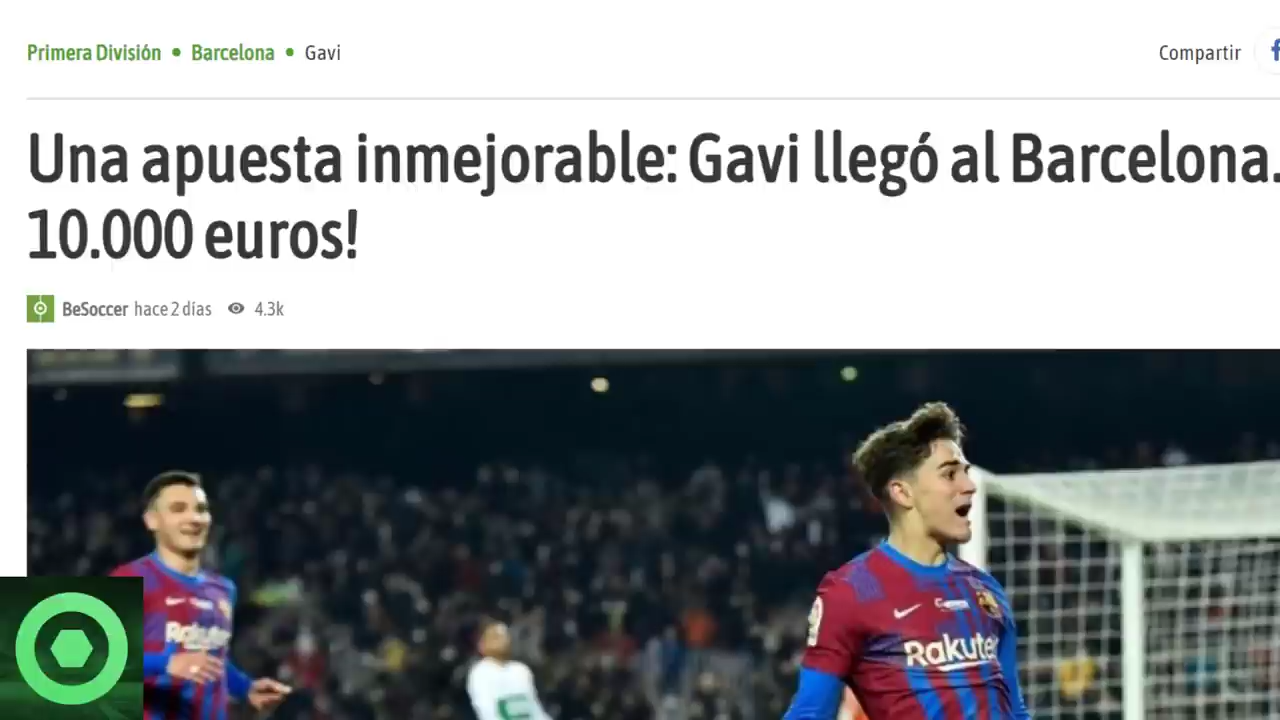 Primera División • Barcelona • Gavi
Compartir
Una apuesta inmejorable: Gavi llegó al Barcelona.
10.000 euros!
BeSoccer hace 2 días 4.3k
Rakuten
Rakute